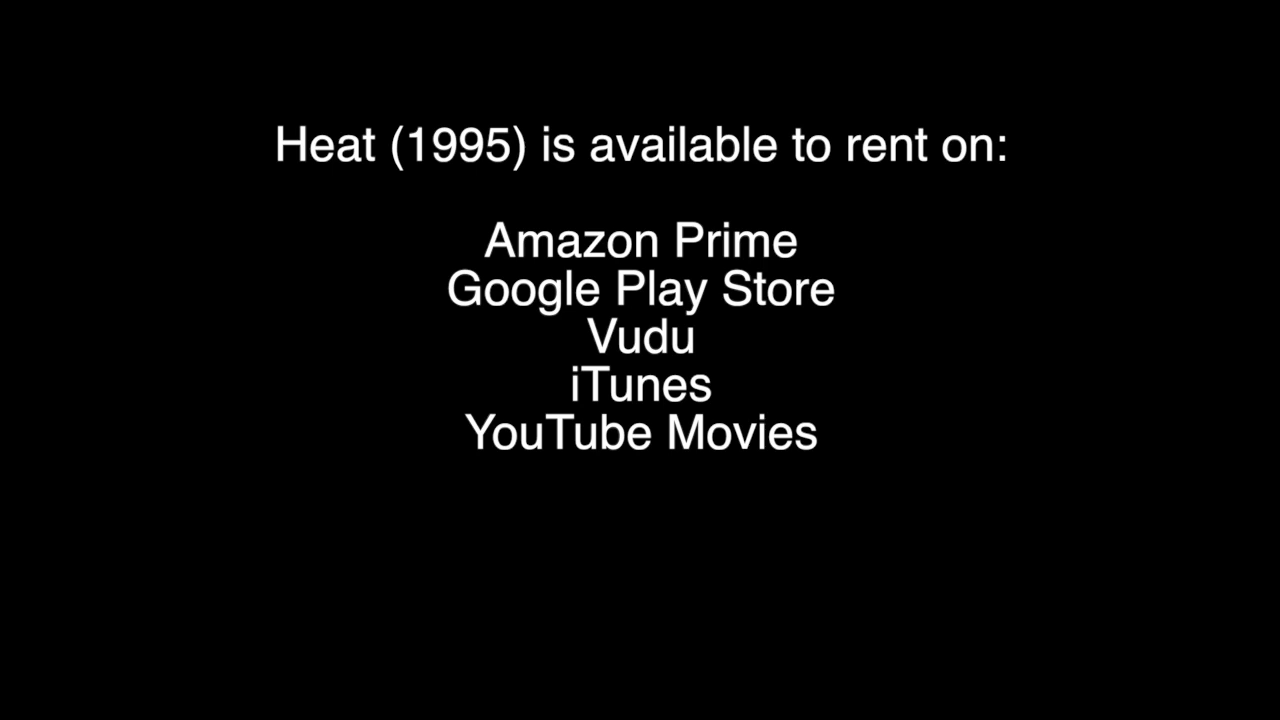 Heat (1995) is available to rent on:
Amazon Prime
Google Play Store
Vudu
iTunes
YouTube Movies